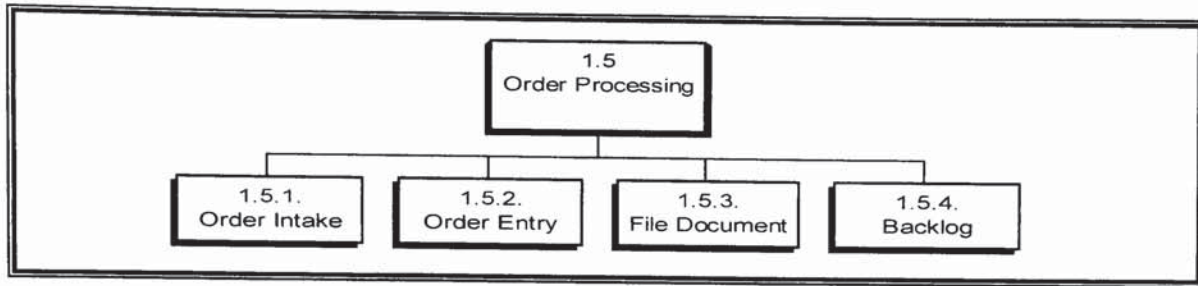 1.5
Order Processing
1.5.1.
Order Intake
1.5.2.
Order Entry
1.5.3.
File Document
1.5.4.
Backlog